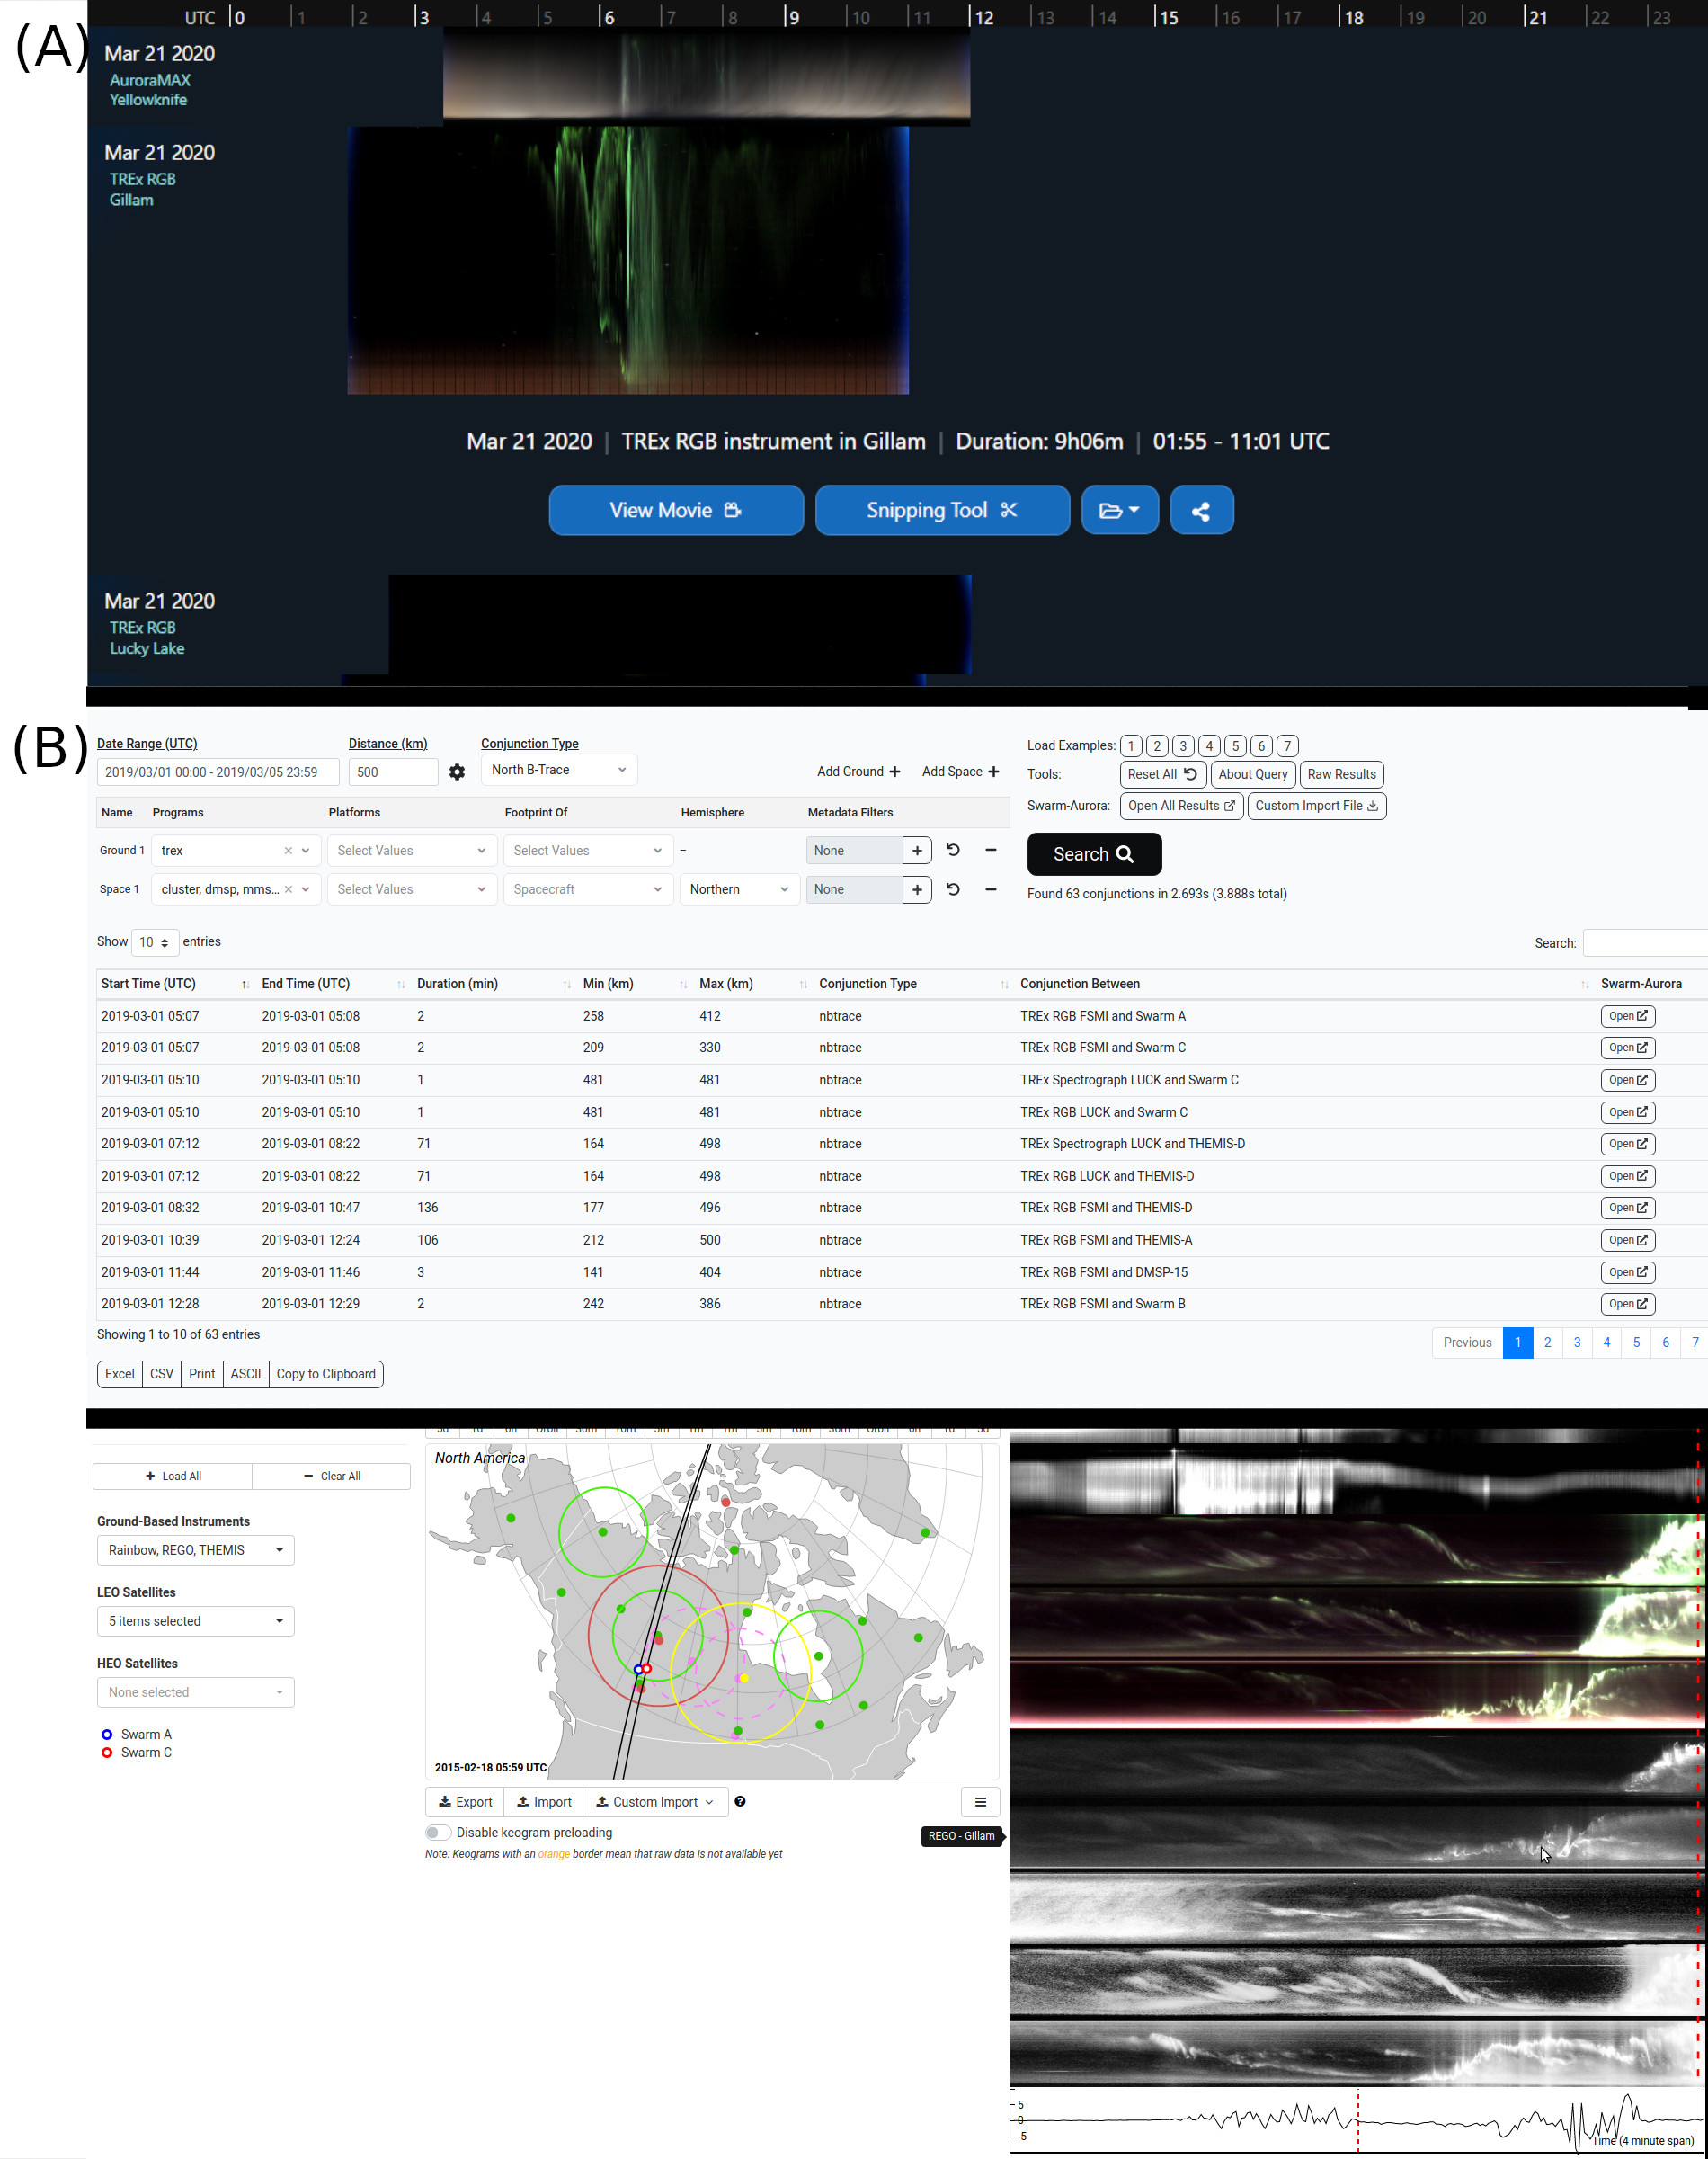 (A)
UTC 0 1 2 3 4 5 6 7 8 9 10 11 12 13 14 15 16 17 18 19 20 21 22 23
Mar 21 2020
AuroraMAX
Yellowknife
Mar 21 2020
TREx RGB
Gillam
Mar 21 2020 | TREx RGB instrument in Gillam | Duration: 9h06m | 01:55 - 11:01 UTC
View Movie Snipping Tool
Mar 21 2020
TREx RGB
Lucky Lake
(B)
Date Range (UTC) Distance (km) Conjunction Type
2019/03/01 00:00 - 2019/03/05 23:59 500 North B-Trace
Add Ground + Add Space +
Load Examples: 1 2 3 4 5 6 7
Tools: Reset All About Query Raw Results
Swarm-Aurora: Open All Results Custom Import File
Name Programs Platforms Footprint Of Hemisphere Metadata Filters
Ground 1 trex × Select Values Select Values – None + −
Space 1 cluster, dmsp, mms... × Select Values Spacecraft Northern None + −
Search
Found 63 conjunctions in 2.693s (3.888s total)
Show 10 entries
Search:
Start Time (UTC) End Time (UTC) Duration (min) Min (km) Max (km) Conjunction Type Conjunction Between Swarm-Aurora
2019-03-01 05:07 2019-03-01 05:08 2 258 412 nbtrace TREx RGB FSMI and Swarm A Open
2019-03-01 05:07 2019-03-01 05:08 2 209 330 nbtrace TREx RGB FSMI and Swarm C Open
2019-03-01 05:10 2019-03-01 05:10 1 481 481 nbtrace TREx Spectrograph LUCK and Swarm C Open
2019-03-01 05:10 2019-03-01 05:10 1 481 481 nbtrace TREx RGB LUCK and Swarm C Open
2019-03-01 07:12 2019-03-01 08:22 71 164 498 nbtrace TREx Spectrograph LUCK and THEMIS-D Open
2019-03-01 07:12 2019-03-01 08:22 71 164 498 nbtrace TREx RGB LUCK and THEMIS-D Open
2019-03-01 08:32 2019-03-01 10:47 136 177 496 nbtrace TREx RGB FSMI and THEMIS-D Open
2019-03-01 10:39 2019-03-01 12:24 106 212 500 nbtrace TREx RGB FSMI and THEMIS-A Open
2019-03-01 11:44 2019-03-01 11:46 3 141 404 nbtrace TREx RGB FSMI and DMSP-15 Open
2019-03-01 12:28 2019-03-01 12:29 2 242 386 nbtrace TREx RGB FSMI and Swarm B Open
Showing 1 to 10 of 63 entries
Previous 1 2 3 4 5 6 7
Excel CSV Print ASCII Copy to Clipboard
+ Load All − Clear All
Ground-Based Instruments
Rainbow, REGO, THEMIS
LEO Satellites
5 items selected
HEO Satellites
None selected
Swarm A
Swarm C
North America
2015-02-18 05:59 UTC
Export Import Custom Import
Disable keogram preloading
Note: Keograms with an orange border mean that raw data is not available yet
REGO - Gillam
5
0
-5
Time (4 minute span)